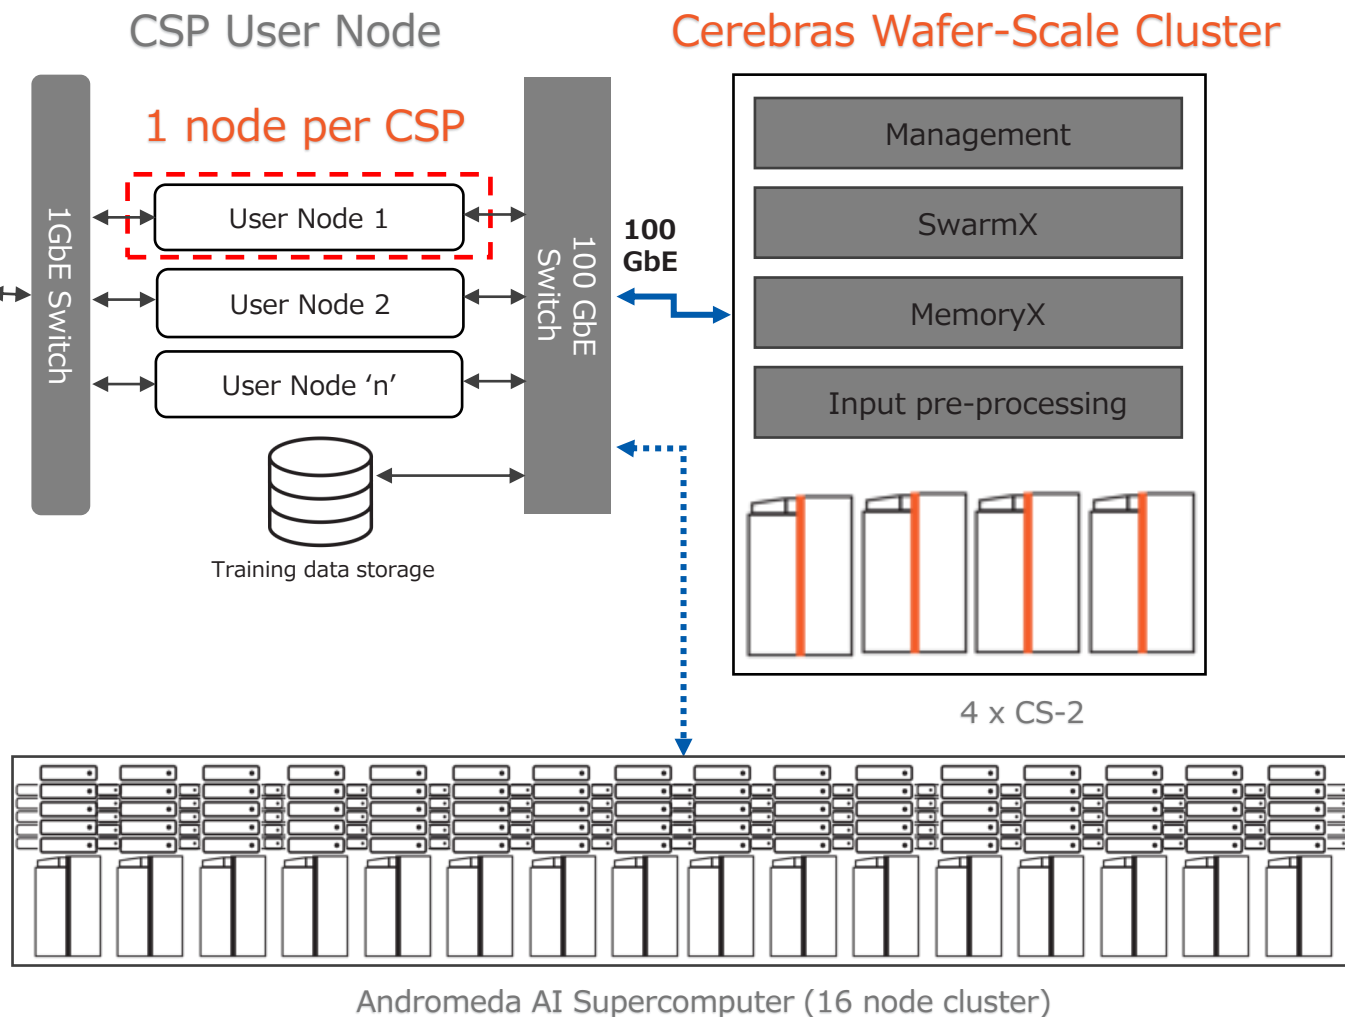 CSP User Node
Cerebras Wafer-Scale Cluster
1 node per CSP
1GbE Switch
User Node 1
User Node 2
User Node ‘n’
Training data storage
100 GbE
Switch
100
GbE
Management
SwarmX
MemoryX
Input pre-processing
4 x CS-2
Andromeda AI Supercomputer (16 node cluster)